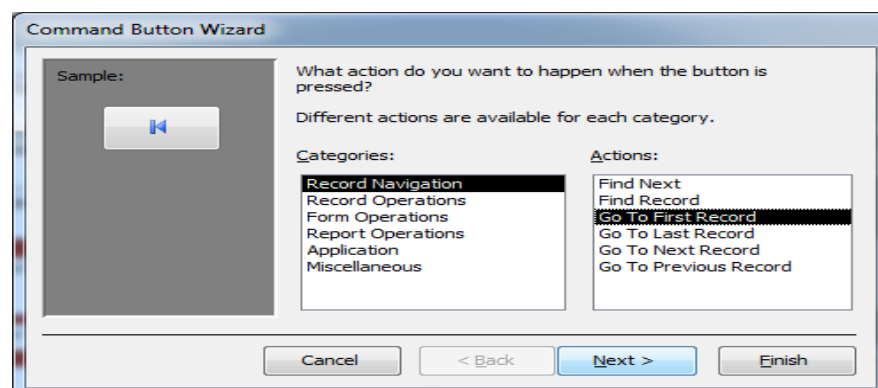 Command Button Wizard
Sample:
What action do you want to happen when the button is
pressed?
Different actions are available for each category.
Categories:
Actions:
Record Navigation
Record Operations
Form Operations
Report Operations
Application
Miscellaneous
Find Next
Find Record
Go To First Record
Go To Last Record
Go To Next Record
Go To Previous Record
Cancel
< Back
Next >
Finish